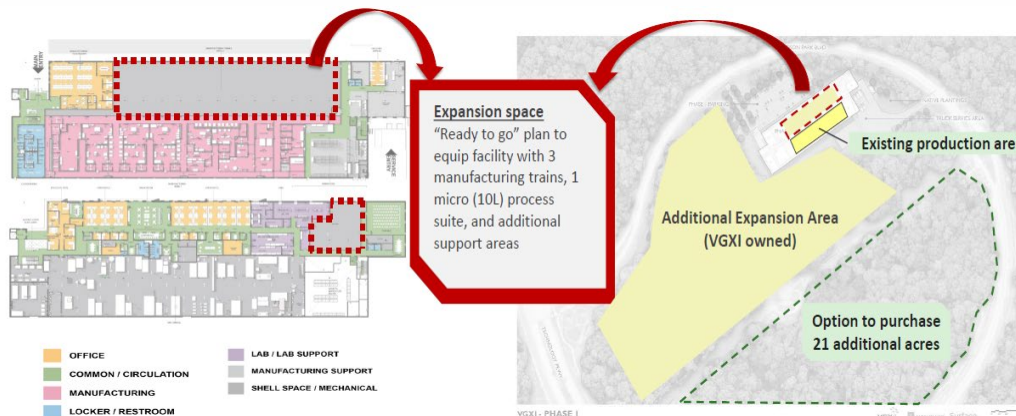 Expansion space
“Ready to go” plan to
equip facility with 3
manufacturing trains, 1
micro (10L) process
suite, and additional
support areas
Existing production are
Additional Expansion Area
(VGXI owned)
Option to purchase
21 additional acres
OFFICE
COMMON / CIRCULATION
MANUFACTURING
LOCKER / RESTROOM
LAB / LAB SUPPORT
MANUFACTURING SUPPORT
SHELL SPACE / MECHANICAL
VGXI - PHASE I